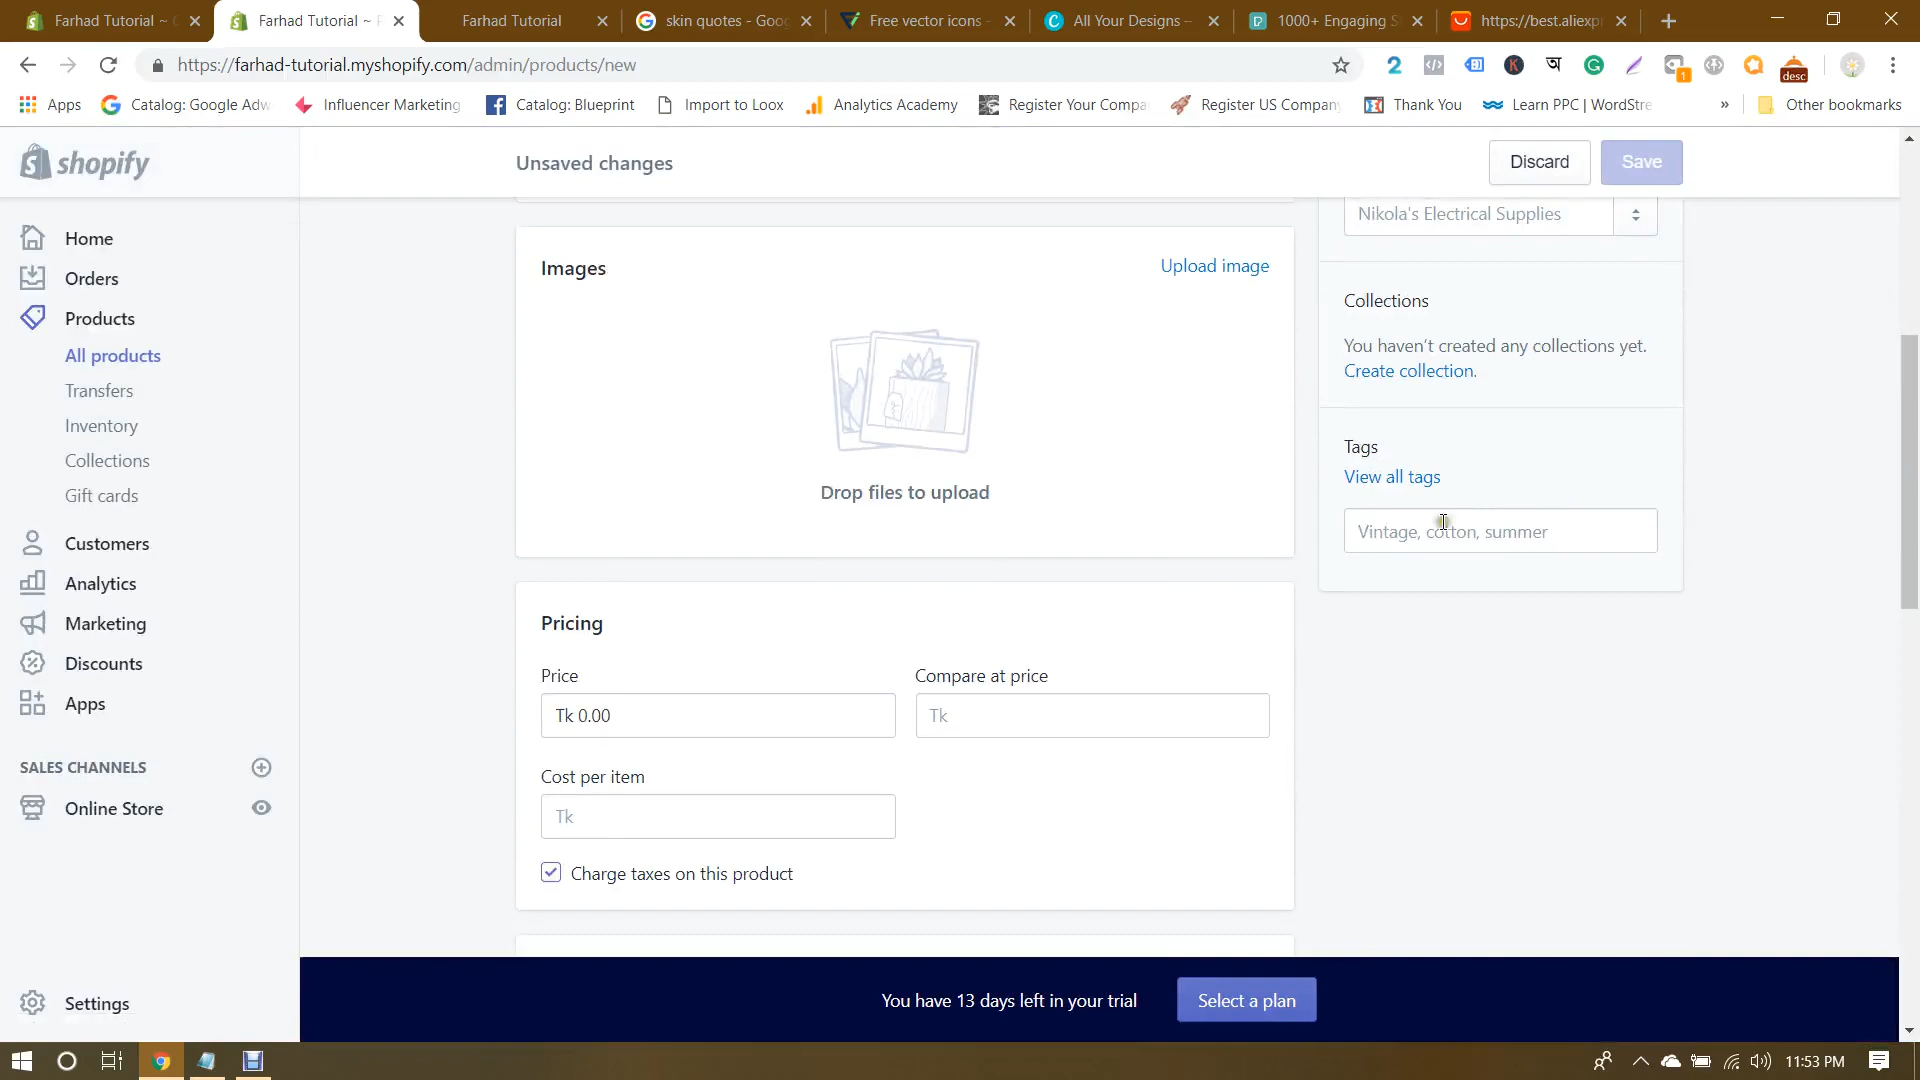 Farhad Tutorial ~
Farhad Tutorial ~
Farhad Tutorial
skin quotes - Goo
Free vector icons -
All Your Designs –
1000+ Engaging S
https://best.aliexpr
https://farhad-tutorial.myshopify.com/admin/products/new
desc
Apps
Catalog: Google Adw
Influencer Marketing
Catalog: Blueprint
Import to Loox
Analytics Academy
Register Your Compa
Register US Company
Thank You
Learn PPC | WordStre
»
Other bookmarks
shopify
Unsaved changes
Discard
Save
Home
Orders
Products
All products
Transfers
Inventory
Collections
Gift cards
Customers
Analytics
Marketing
Discounts
Apps
SALES CHANNELS
Online Store
Settings
Images
Upload image
Drop files to upload
Pricing
Price
Compare at price
Tk 0.00
Tk
Cost per item
Tk
Charge taxes on this product
Nikola's Electrical Supplies
Collections
You haven't created any collections yet.
Create collection.
Tags
View all tags
Vintage, cotton, summer
You have 13 days left in your trial
Select a plan
11:53 PM